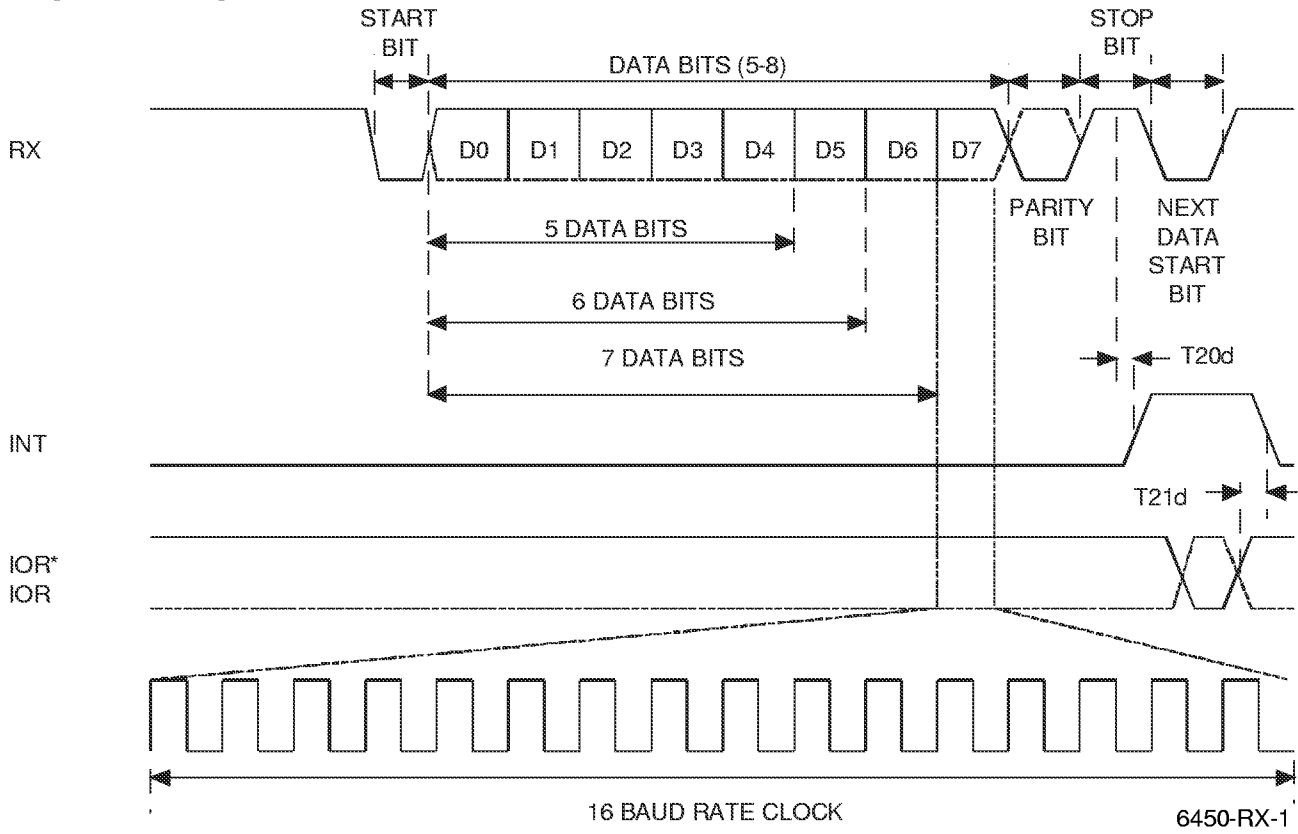 START
BIT
STOP
BIT
DATA BITS (5-8)
RX
D0 D1 D2 D3 D4 D5 D6 D7
PARITY
BIT
NEXT
DATA
START
BIT
5 DATA BITS
6 DATA BITS
7 DATA BITS
T20d
INT
T21d
IOR*
IOR
16 BAUD RATE CLOCK
6450-RX-1